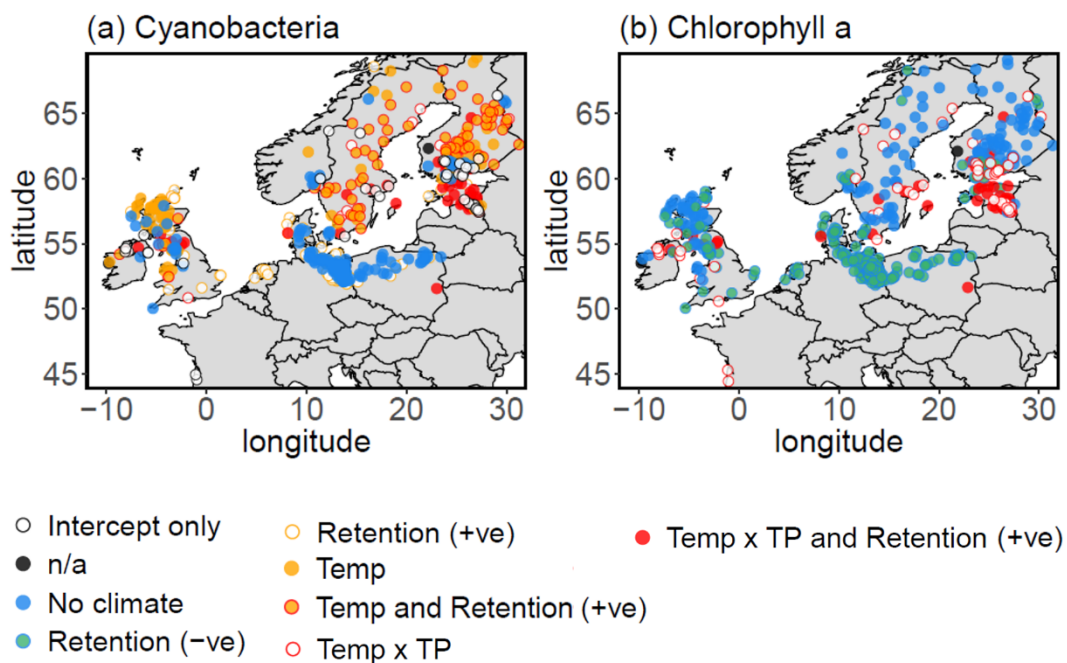 (a) Cyanobacteria
(b) Chlorophyll a
latitude
65
60
55
50
45
−10
0
10
20
30
longitude
latitude
65
60
55
50
45
−10
0
10
20
30
longitude
Intercept only
n/a
No climate
Retention (−ve)
Retention (+ve)
Temp
Temp and Retention (+ve)
Temp x TP
Temp x TP and Retention (+ve)